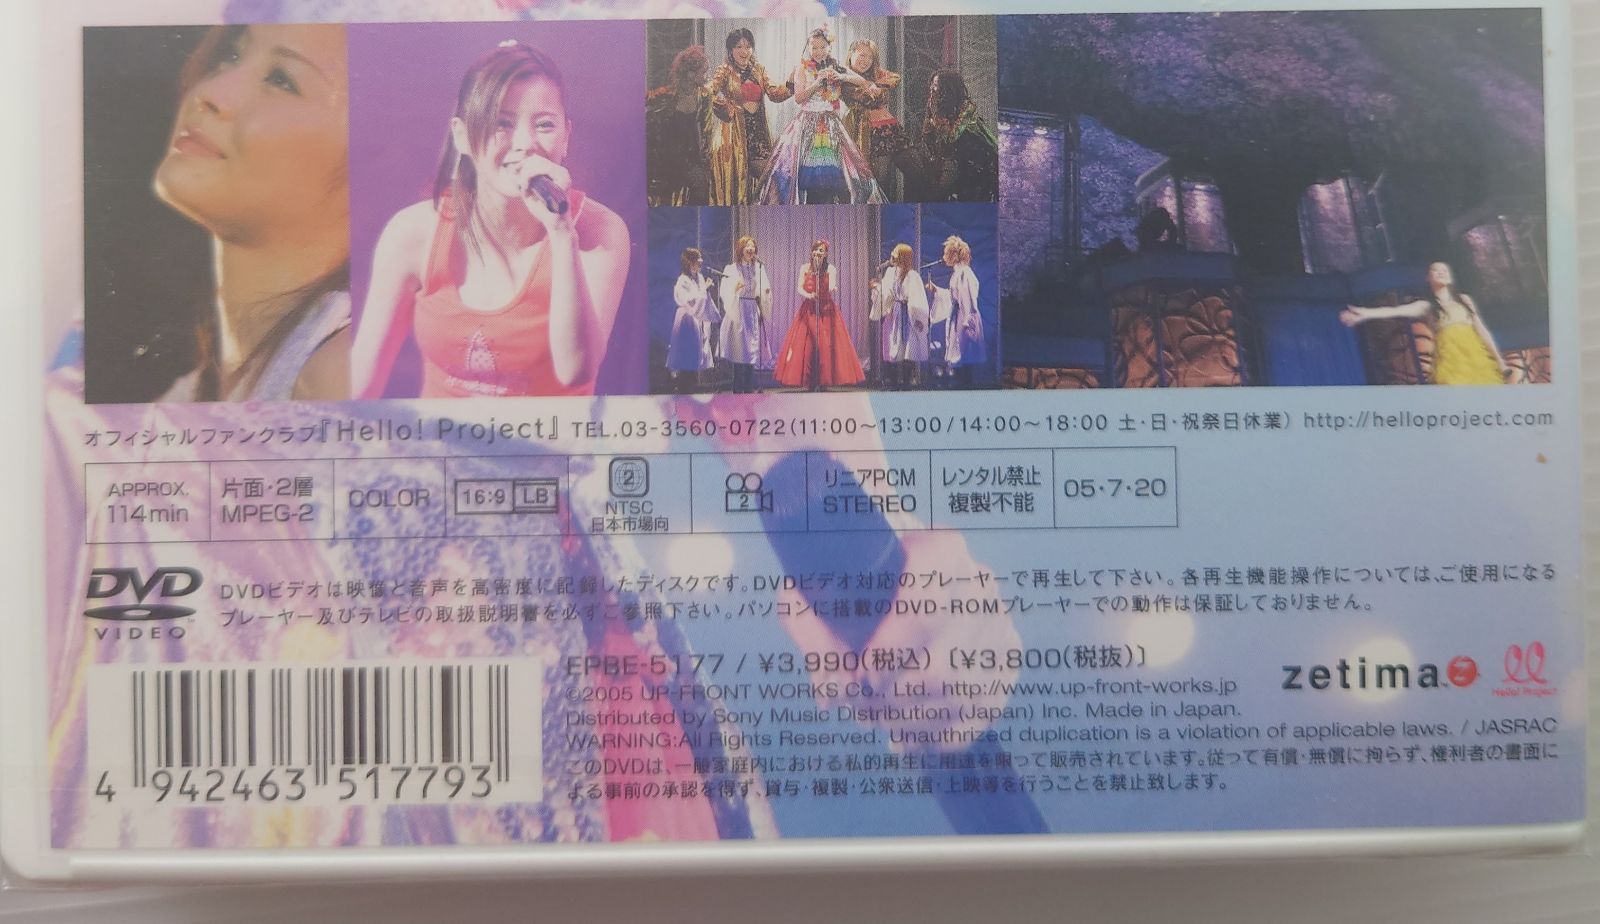 オフィシャルファンクラブ『Hello! Project』 TEL.03-3560-0722(11:00~13:00/14:00~18:00 土・日・祝祭日休業) http://helloproject.com
APPROX.
114min
片面・2層
MPEG-2
COLOR
16:9 LB
2
NTSC
日本市場向
2
リニアPCM
STEREO
レンタル禁止
複製不能
05・7・20
DVD
VIDEO
DVDビデオは映像と音声を高密度に記録したディスクです。DVDビデオ対応のプレーヤーで再生して下さい。各再生機能操作については、ご使用になる
プレーヤー及びテレビの取扱説明書を必ずご参照下さい。パソコンに搭載のDVD-ROMプレーヤーでの動作は保証しておりません。
EPBE-5177 / ¥3,990(税込)〔¥3,800(税抜)〕
©2005 UP-FRONT WORKS Co., Ltd. http://www.up-front-works.jp
Distributed by Sony Music Distribution (Japan) Inc. Made in Japan.
WARNING:All Rights Reserved. Unauthrized duplication is a violation of applicable laws. / JASRAC
このDVDは、一般家庭内における私的再生に用途を限って販売されています。従って有償・無償に拘らず、権利者の書面に
よる事前の承認を得ず、貸与・複製・公衆送信・上映等を行うことを禁止致します。
zetima
Hello! Project
4 942463 517793